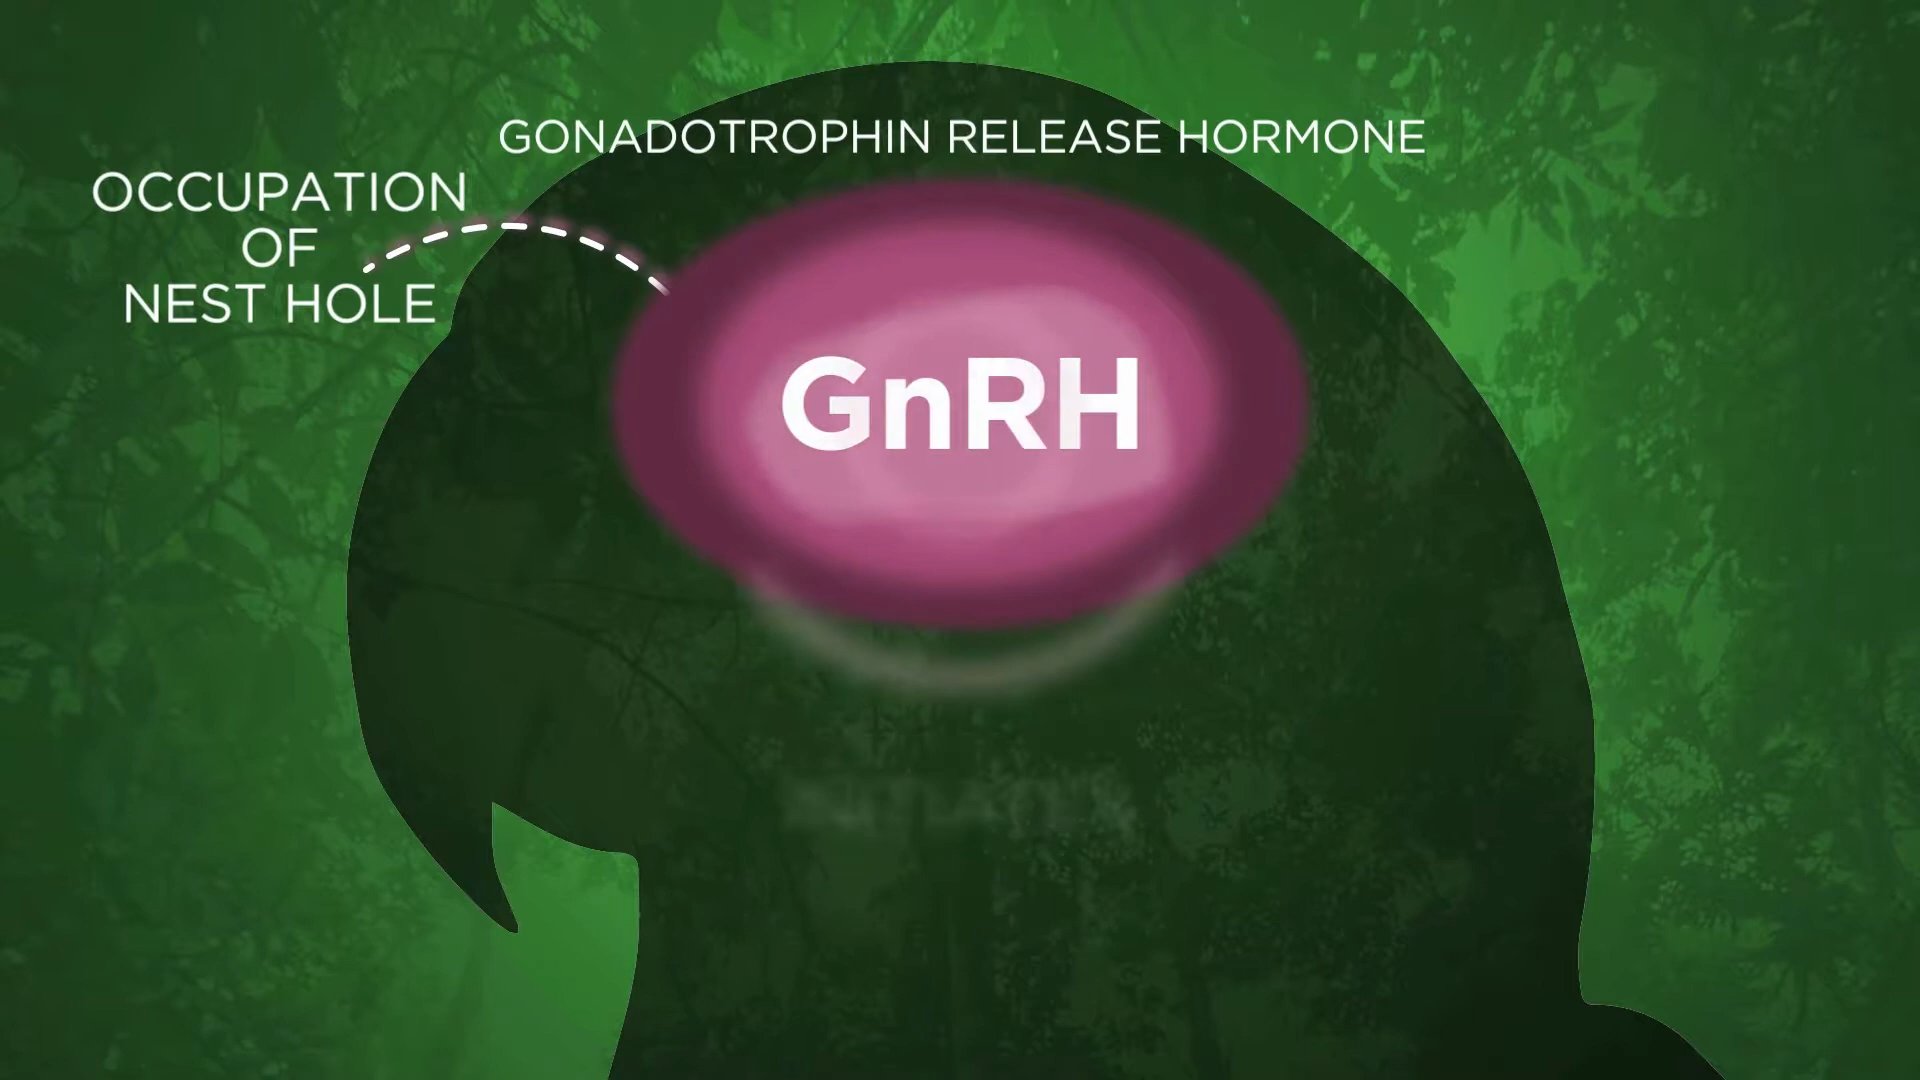 GONADOTROPHIN RELEASE HORMONE
OCCUPATION
OF
NEST HOLE
GnRH